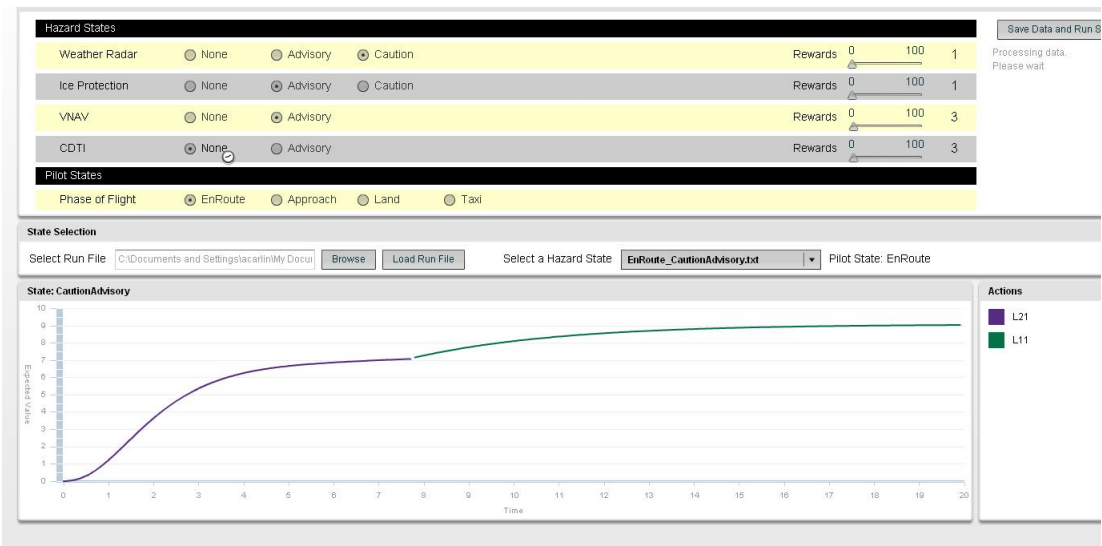 Hazard States
Save Data and Run S
Weather Radar None Advisory Caution Rewards 0 100 1
Processing data.
Please wait
Ice Protection None Advisory Caution Rewards 0 100 1
VNAV None Advisory Rewards 0 100 3
CDTI None Advisory Rewards 0 100 3
Pilot States
Phase of Flight EnRoute Approach Land Taxi
State Selection
Select Run File C:\Documents and Settings\acarlin\My Docu Browse Load Run File Select a Hazard State EnRoute_CautionAdvisory.txt Pilot State: EnRoute
State: CautionAdvisory
Actions
10
9
8
7
6
5
4
3
2
1
0
Expected Value
0 1 2 3 4 5 6 7 8 9 10 11 12 13 14 15 16 17 18 19 20
Time
L21
L11